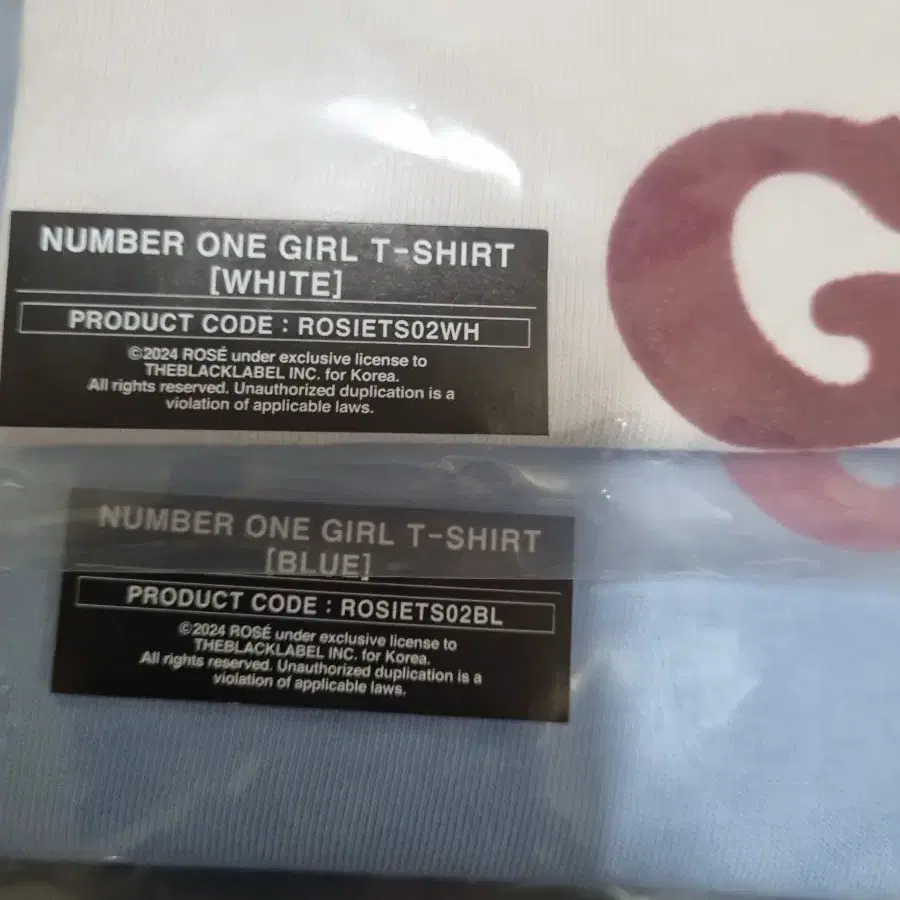 NUMBER ONE GIRL T-SHIRT
[WHITE]
PRODUCT CODE : ROSIETS02WH
©2024 ROSÉ under exclusive license to
THEBLACKLABEL INC. for Korea.
All rights reserved. Unauthorized duplication is a
violation of applicable laws.
G
NUMBER ONE GIRL T-SHIRT
[BLUE]
PRODUCT CODE : ROSIETS02BL
©2024 ROSÉ under exclusive license to
THEBLACKLABEL INC. for Korea.
All rights reserved. Unauthorized duplication is a
violation of applicable laws.